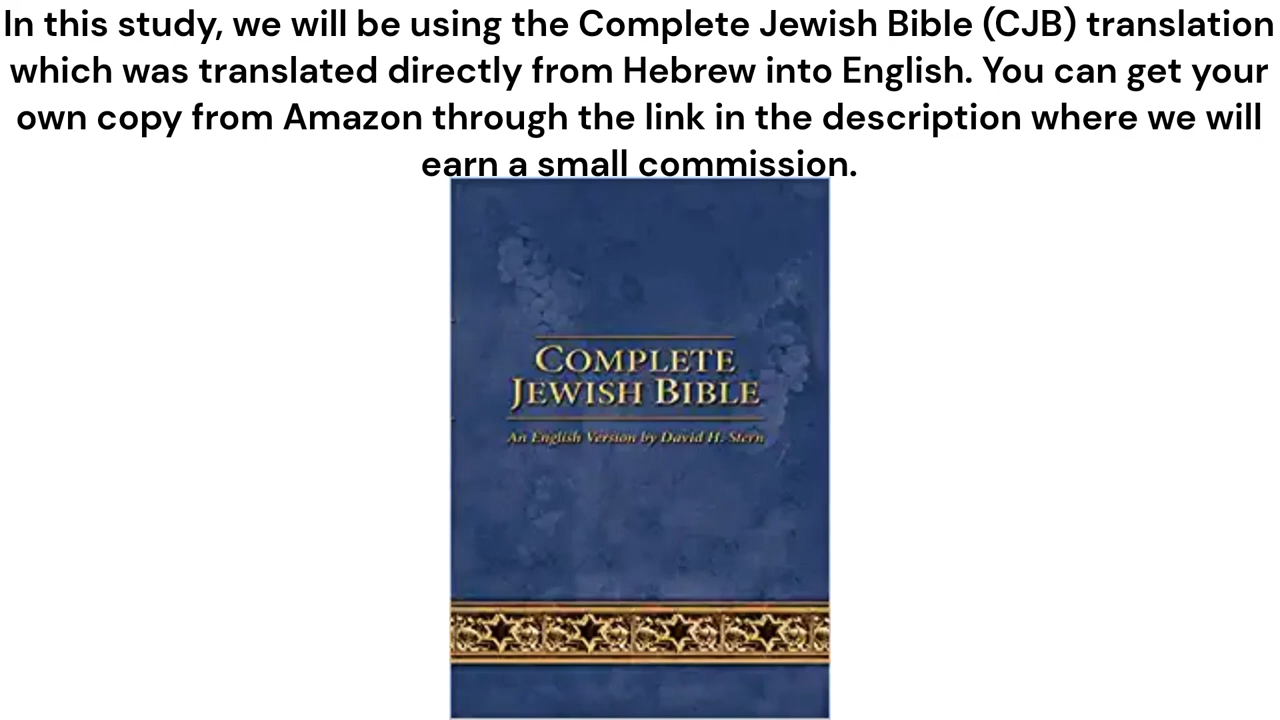 In this study, we will be using the Complete Jewish Bible (CJB) translation
which was translated directly from Hebrew into English. You can get your
own copy from Amazon through the link in the description where we will
earn a small commission.
COMPLETE
JEWISH BIBLE
An English Version by David H. Stern